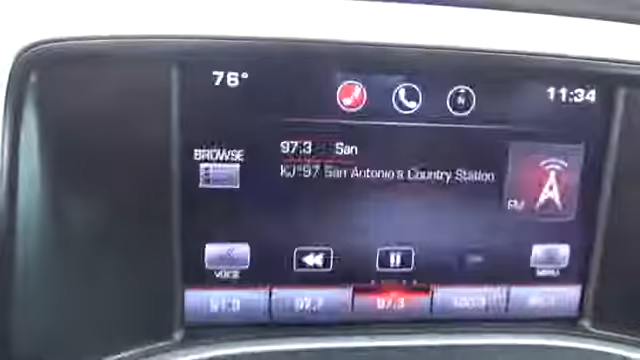 76°
11:34
N
BROWSE
97.3 San
KJ*97 San Antonio's Country Station
FM
VOICE
MENU
97.3